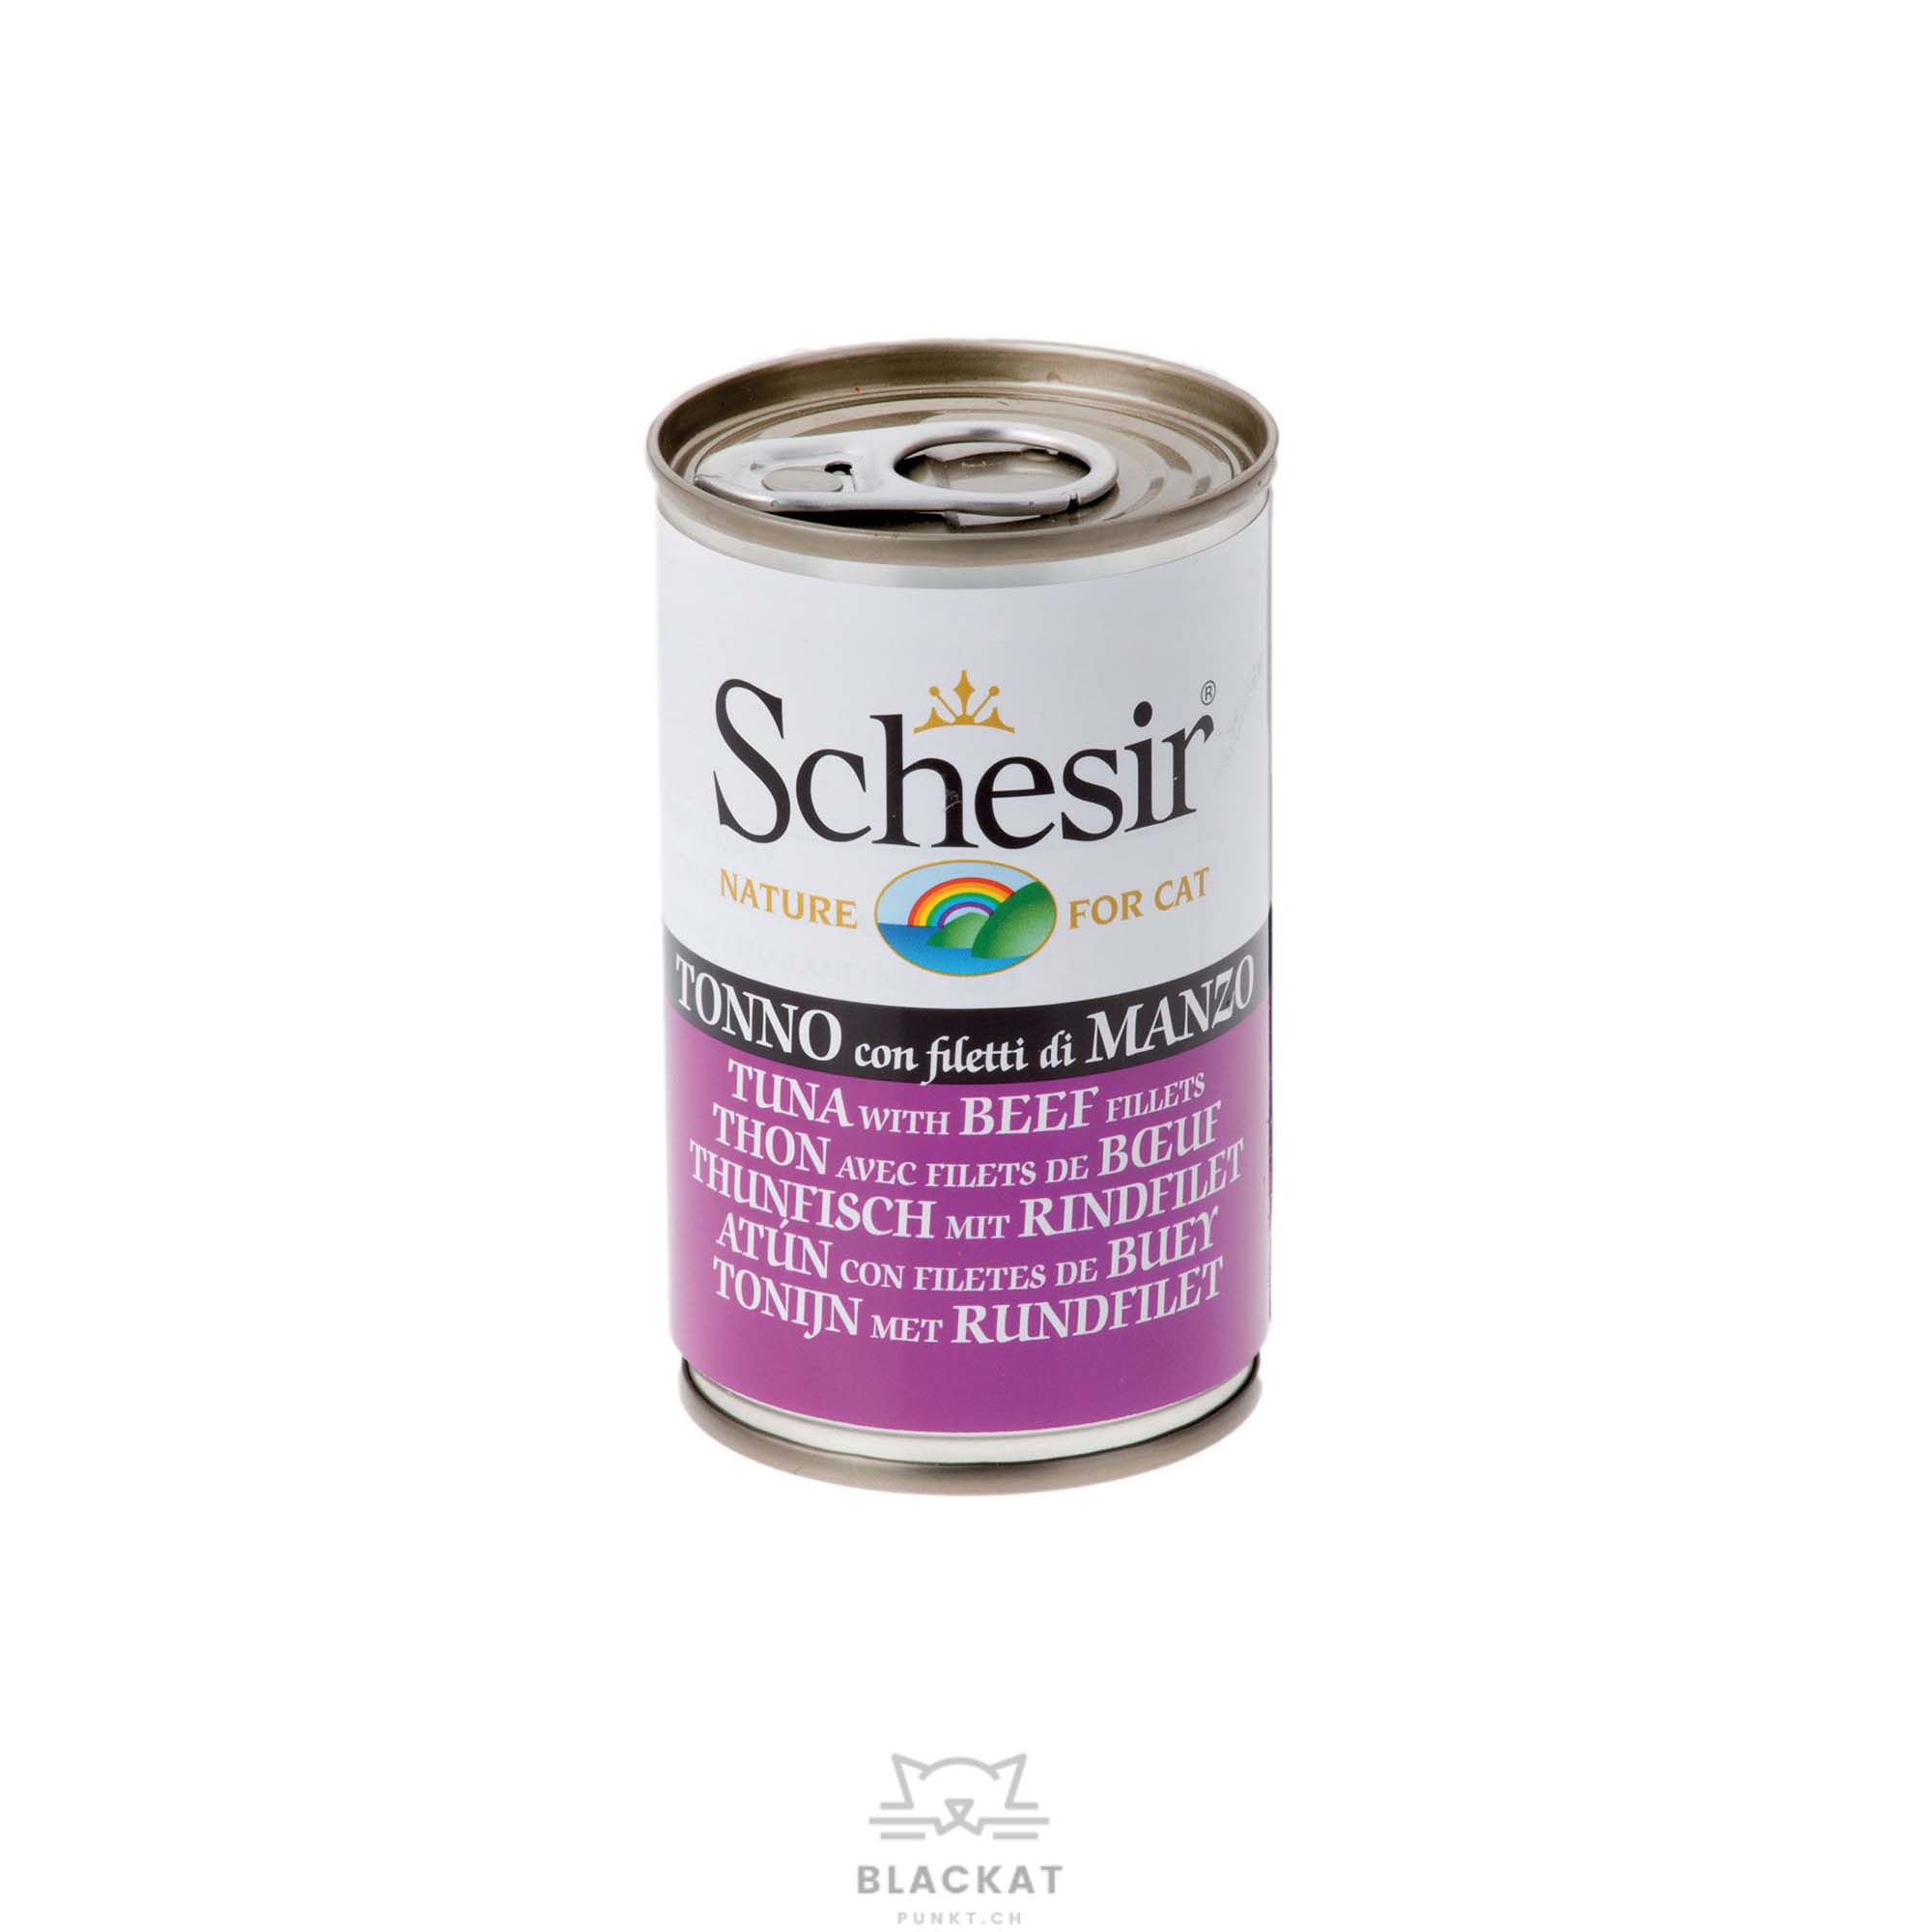 Schesir®
NATURE FOR CAT
TONNO con filetti di MANZO
TUNA WITH BEEF FILLETS
THON AVEC FILETS DE BŒUF
THUNFISCH MIT RINDFILET
ATÚN CON FILETES DE BUEY
TONIJN MET RUNDFILET
BLACKAT
PUNKT.CH